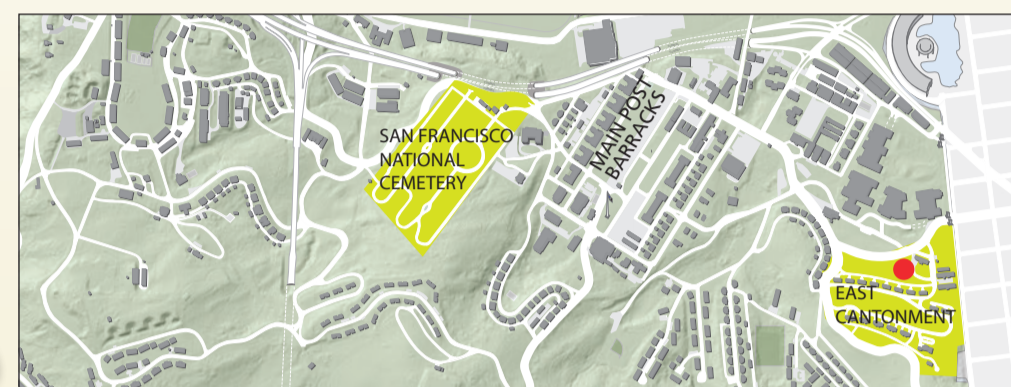 SAN FRANCISCO
NATIONAL
CEMETERY
MAIN POST
BARRACKS
EAST
CANTONMENT